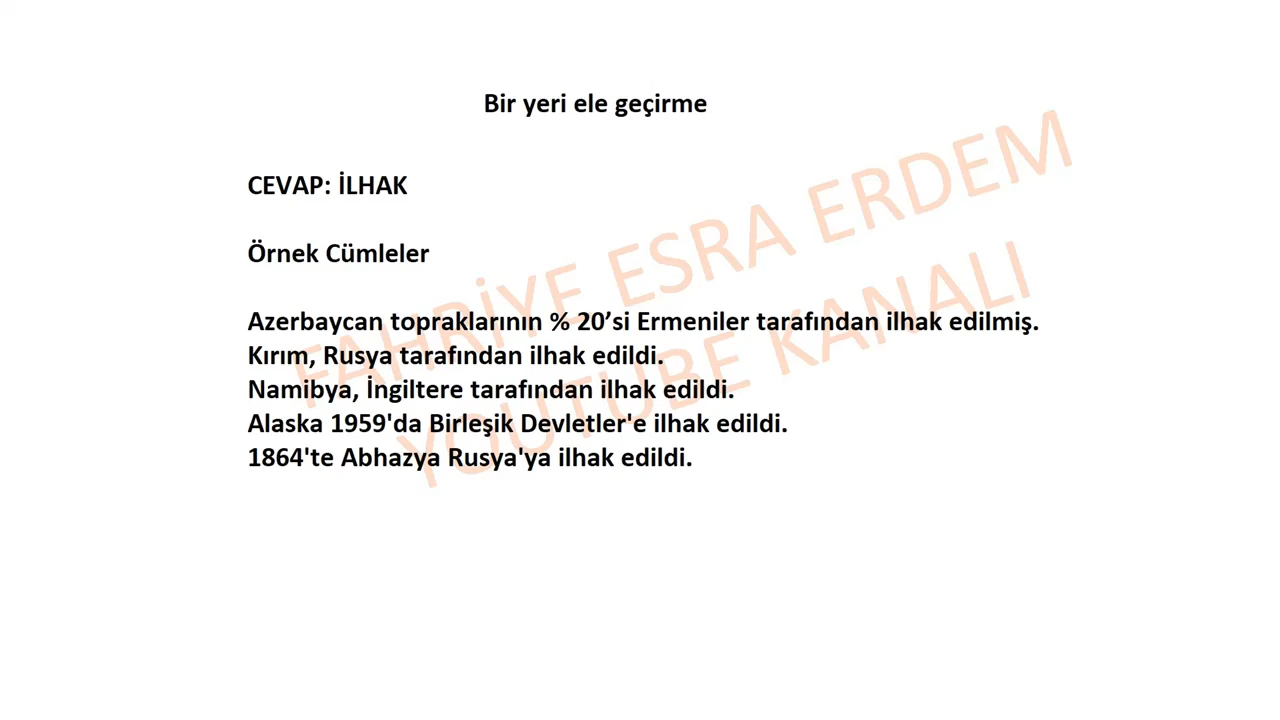 Bir yeri ele geçirme
CEVAP: İLHAK
Örnek Cümleler
Azerbaycan topraklarının % 20’si Ermeniler tarafından ilhak edilmiş.
Kırım, Rusya tarafından ilhak edildi.
Namibya, İngiltere tarafından ilhak edildi.
Alaska 1959'da Birleşik Devletler'e ilhak edildi.
1864'te Abhazya Rusya'ya ilhak edildi.
FAHRİYE ESRA ERDEM
YOUTUBE KANALI